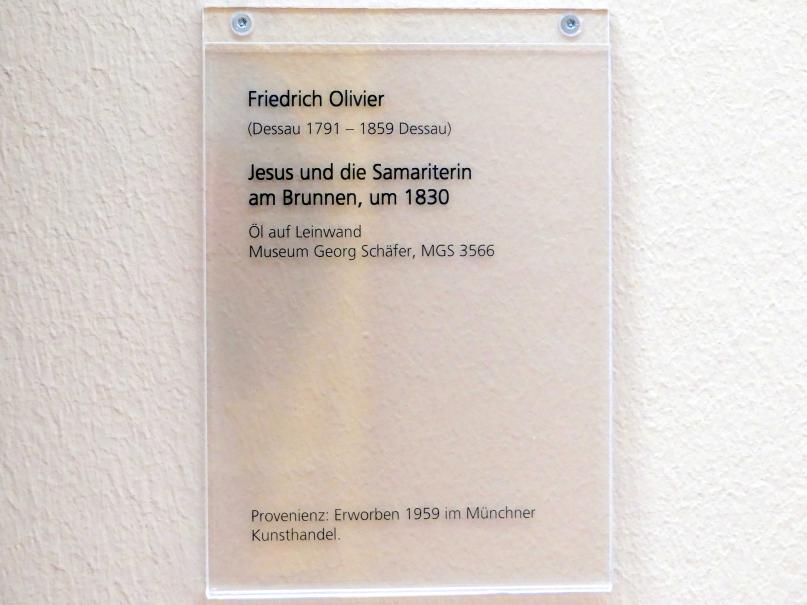 Friedrich Olivier
(Dessau 1791 – 1859 Dessau)
Jesus und die Samariterin
am Brunnen, um 1830
Öl auf Leinwand
Museum Georg Schäfer, MGS 3566
Provenienz: Erworben 1959 im Münchner
Kunsthandel.